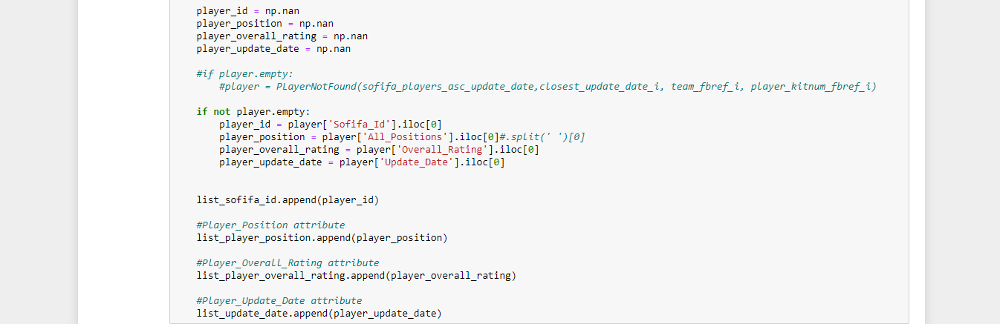 player_id = np.nan
player_position = np.nan
player_overall_rating = np.nan
player_update_date = np.nan
#if player.empty:
#player = PLayerNotFound(sofifa_players_asc_update_date,closest_update_date_i, team_fbref_i, player_kitnum_fbref_i)
if not player.empty:
player_id = player['Sofifa_Id'].iloc[0]
player_position = player['All_Positions'].iloc[0]#.split(' ')[0]
player_overall_rating = player['Overall_Rating'].iloc[0]
player_update_date = player['Update_Date'].iloc[0]
list_sofifa_id.append(player_id)
#Player_Position attribute
list_player_position.append(player_position)
#Player_Overall_Rating attribute
list_player_overall_rating.append(player_overall_rating)
#Player_Update_Date attribute
list_update_date.append(player_update_date)